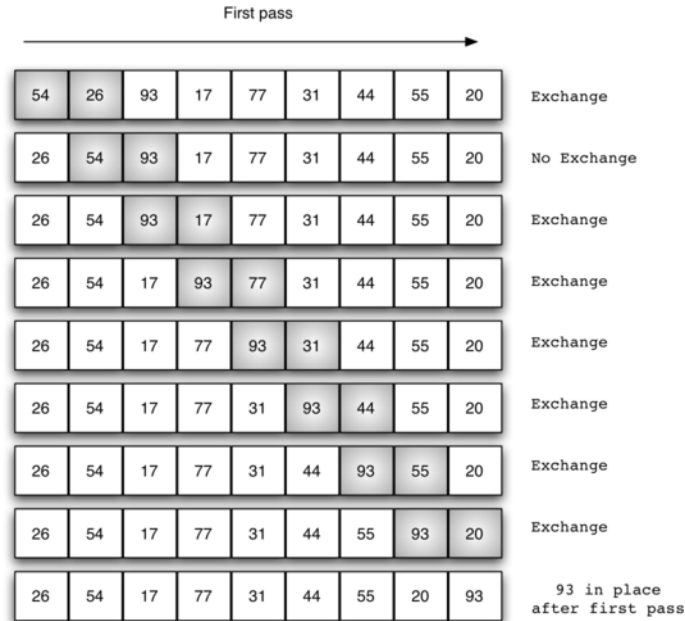 First pass
54 26 93 17 77 31 44 55 20 Exchange
26 54 93 17 77 31 44 55 20 No Exchange
26 54 93 17 77 31 44 55 20 Exchange
26 54 17 93 77 31 44 55 20 Exchange
26 54 17 77 93 31 44 55 20 Exchange
26 54 17 77 31 93 44 55 20 Exchange
26 54 17 77 31 44 93 55 20 Exchange
26 54 17 77 31 44 55 93 20 Exchange
26 54 17 77 31 44 55 20 93 93 in place
after first pass